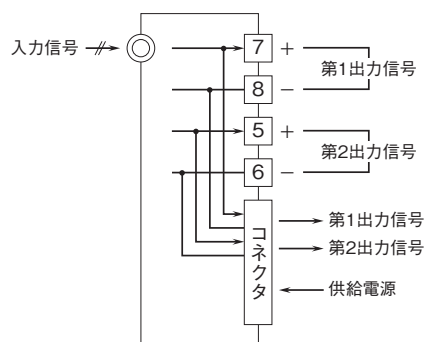 入力信号
7 +
第1出力信号
8 −
5 +
第2出力信号
6 −
コネクタ
第1出力信号
第2出力信号
供給電源